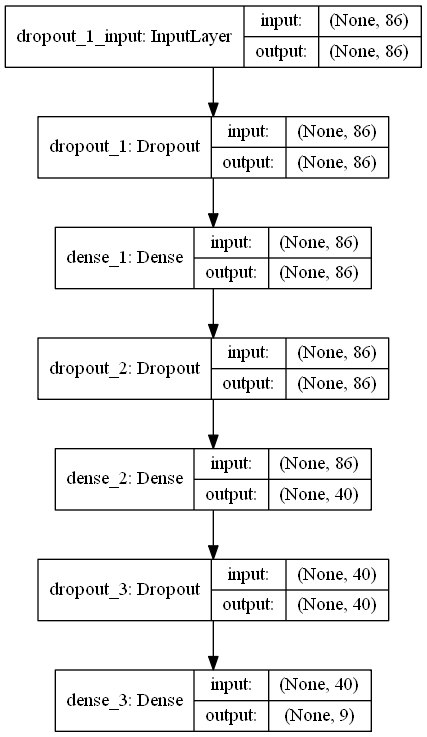 dropout_1_input: InputLayer
input: (None, 86)
output: (None, 86)
dropout_1: Dropout
input: (None, 86)
output: (None, 86)
dense_1: Dense
input: (None, 86)
output: (None, 86)
dropout_2: Dropout
input: (None, 86)
output: (None, 86)
dense_2: Dense
input: (None, 86)
output: (None, 40)
dropout_3: Dropout
input: (None, 40)
output: (None, 40)
dense_3: Dense
input: (None, 40)
output: (None, 9)